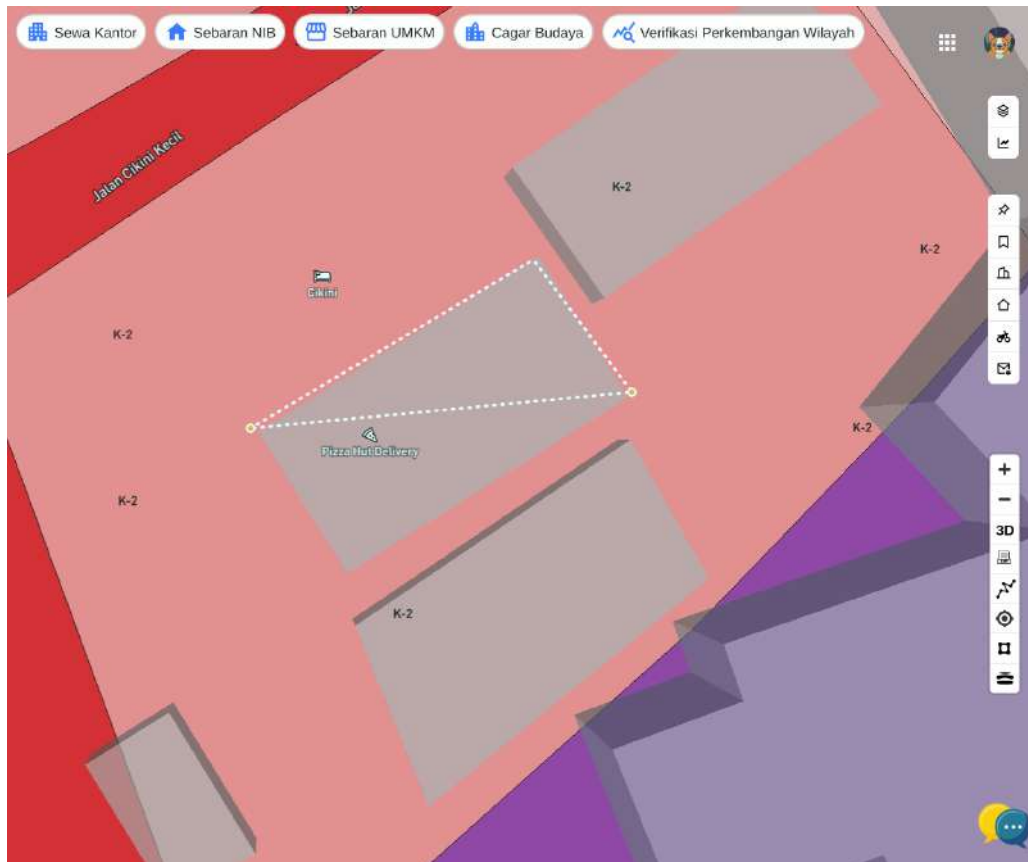 Sewa Kantor
Sebaran NIB
Sebaran UMKM
Cagar Budaya
Verifikasi Perkembangan Wilayah
Jalan Cikini Kecil
K-2
K-2
Cikini
K-2
Pizza Hut Delivery
K-2
K-2
K-2
3D